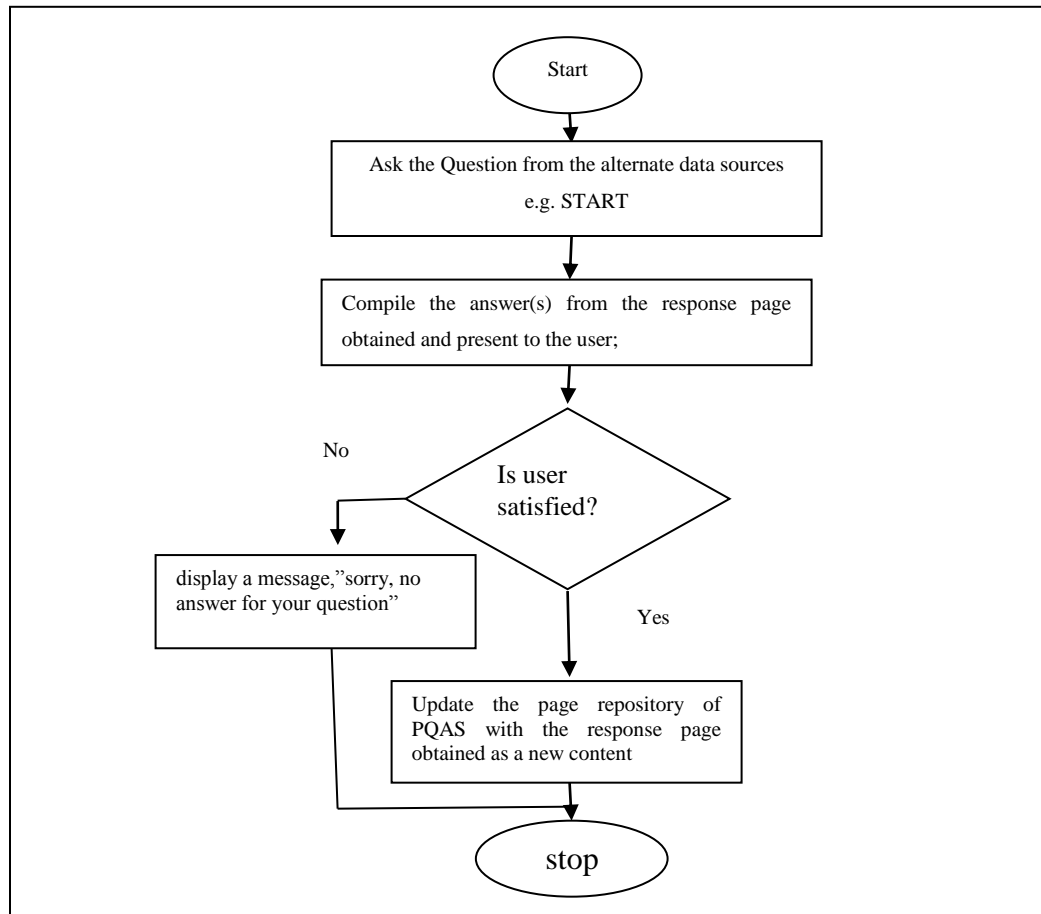 Start
Ask the Question from the alternate data sources
e.g. START
Compile the answer(s) from the response page
obtained and present to the user;
No
Is user
satisfied?
display a message,”sorry, no
answer for your question”
Yes
Update the page repository of
PQAS with the response page
obtained as a new content
stop